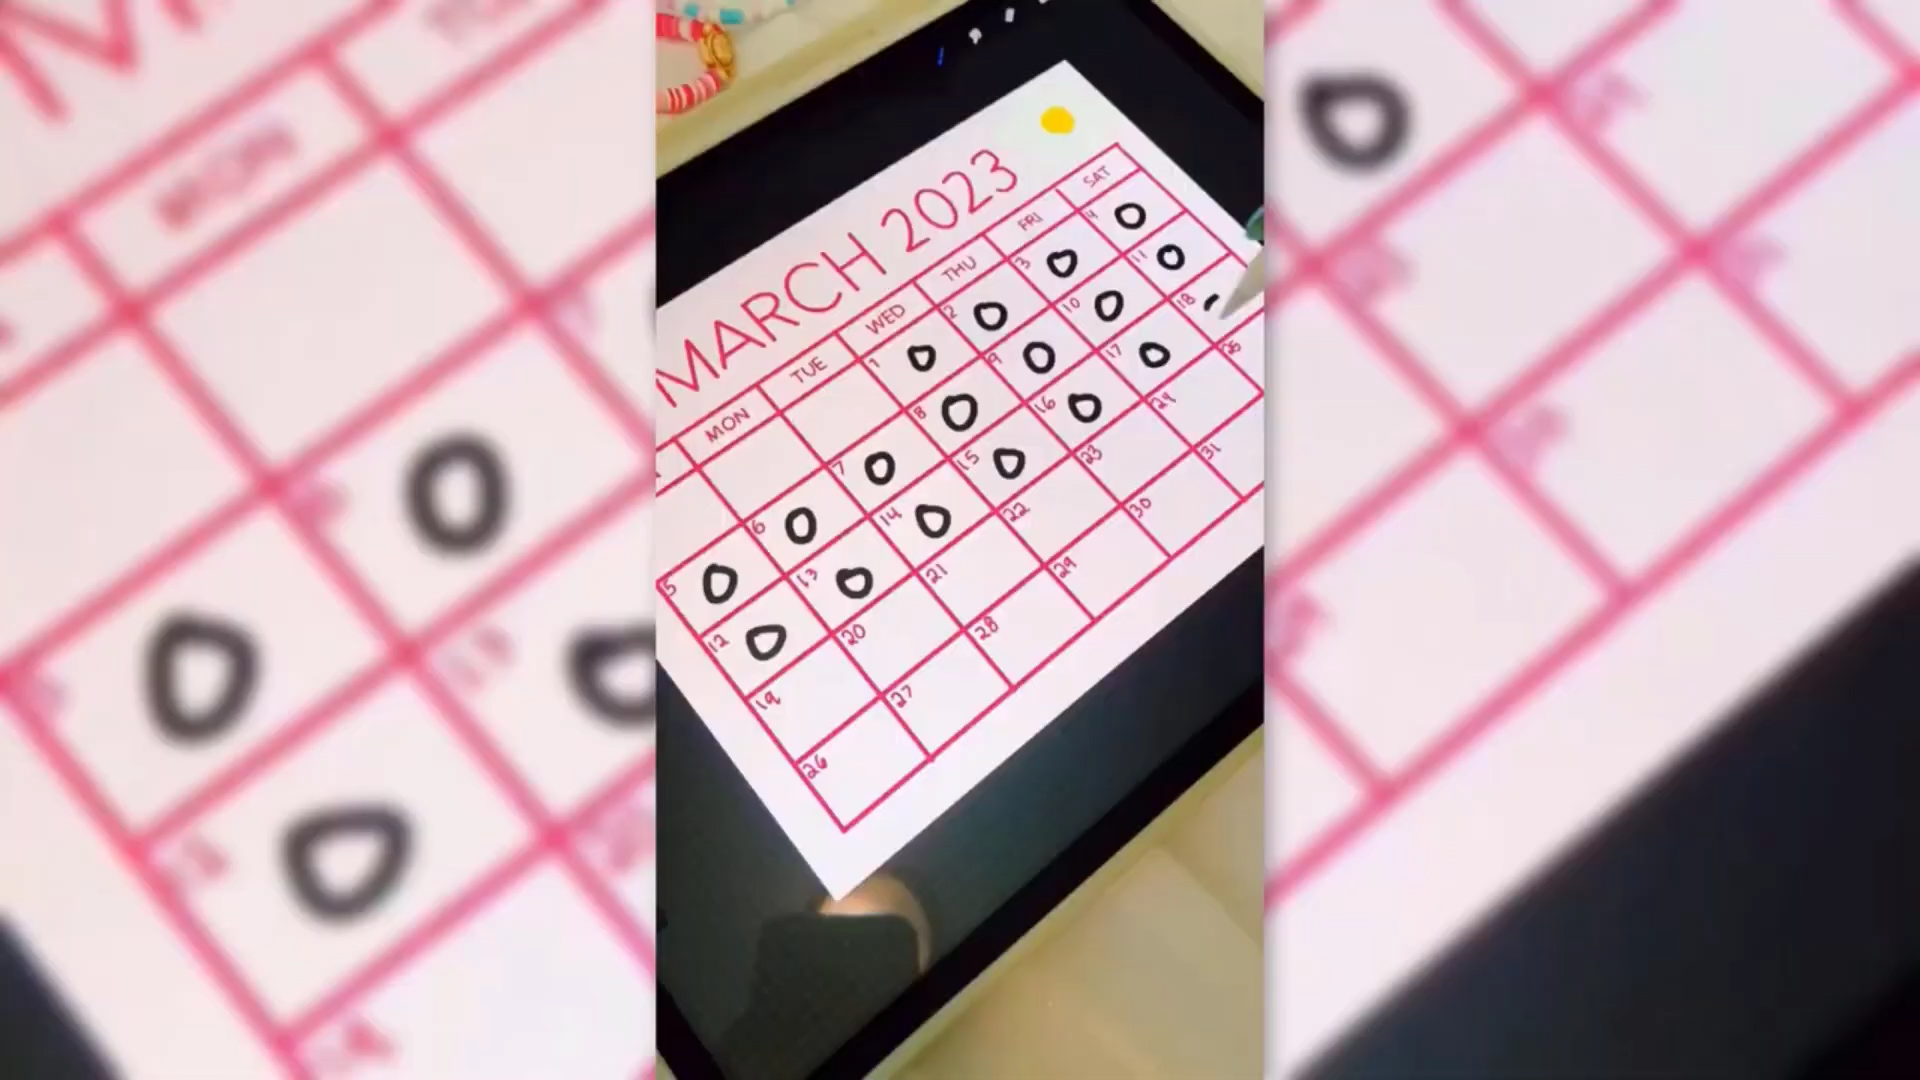 MARCH 2023
MON TUE WED THU FRI SAT
1 O 2 O 3 O 4 O
5 O 6 O 7 O 8 O 9 O 10 O 11 O
12 O 13 O 14 O 15 O 16 O 17 O 18
19 20 21 22 23 24 25
26 27 28 29 30 31